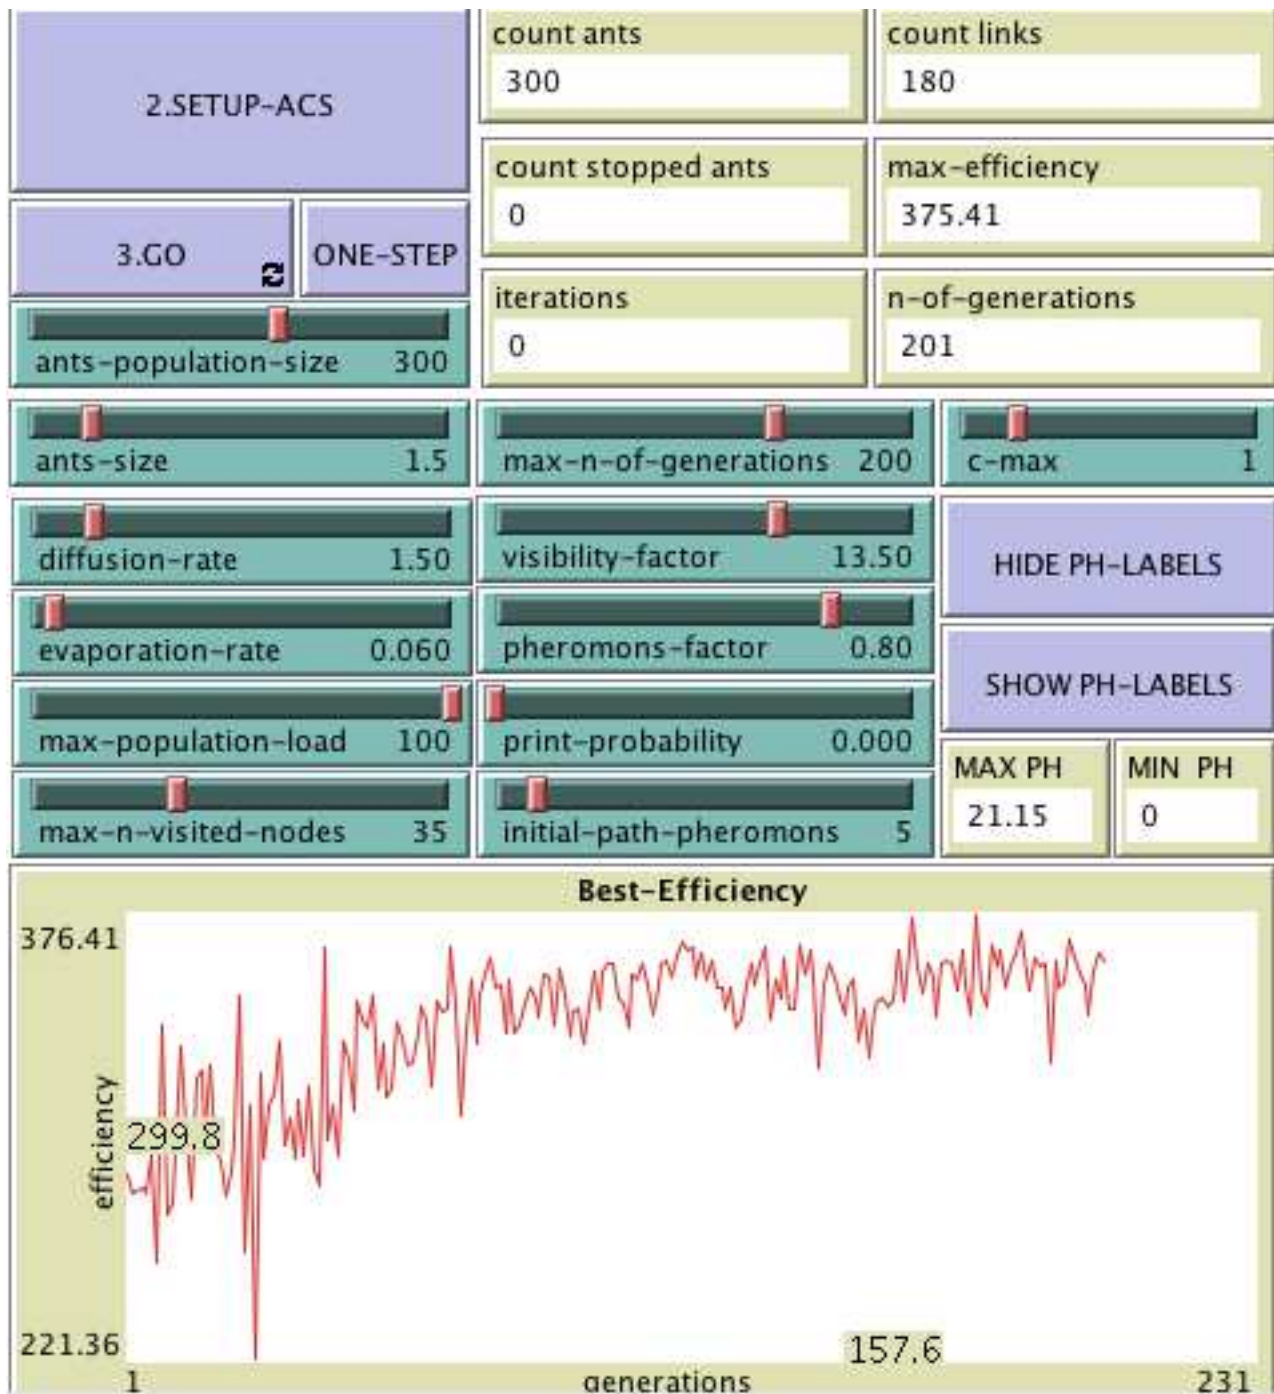 2.SETUP-ACS
count ants
300
count links
180
count stopped ants
0
max-efficiency
375.41
3.GO
ONE-STEP
iterations
0
n-of-generations
201
ants-population-size 300
ants-size 1.5
max-n-of-generations 200
c-max 1
diffusion-rate 1.50
visibility-factor 13.50
HIDE PH-LABELS
evaporation-rate 0.060
pheromons-factor 0.80
SHOW PH-LABELS
max-population-load 100
print-probability 0.000
MAX PH
21.15
MIN PH
0
max-n-visited-nodes 35
initial-path-pheromons 5
Best-Efficiency
376.41
efficiency
299.8
221.36
157.6
1
generations
231